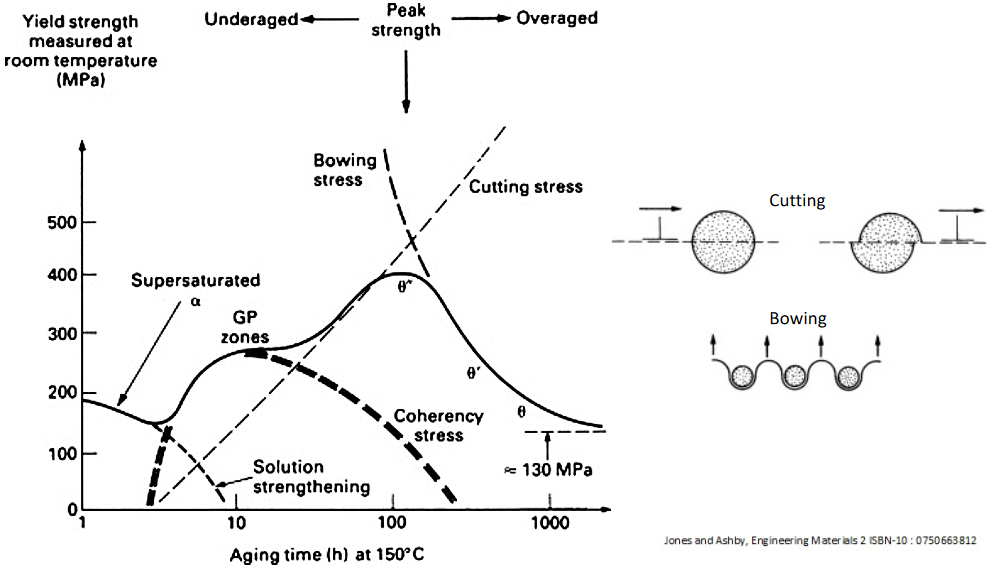 Yield strength
measured at
room temperature
(MPa)
Underaged
Peak
strength
Overaged
Bowing
stress
Cutting stress
500
400
300
200
100
0
Supersaturated
α
GP
zones
θ″
θ′
θ
Coherency
stress
Solution
strengthening
≈ 130 MPa
1
10
100
1000
Aging time (h) at 150°C
Cutting
Bowing
Jones and Ashby, Engineering Materials 2 ISBN-10 : 0750663812